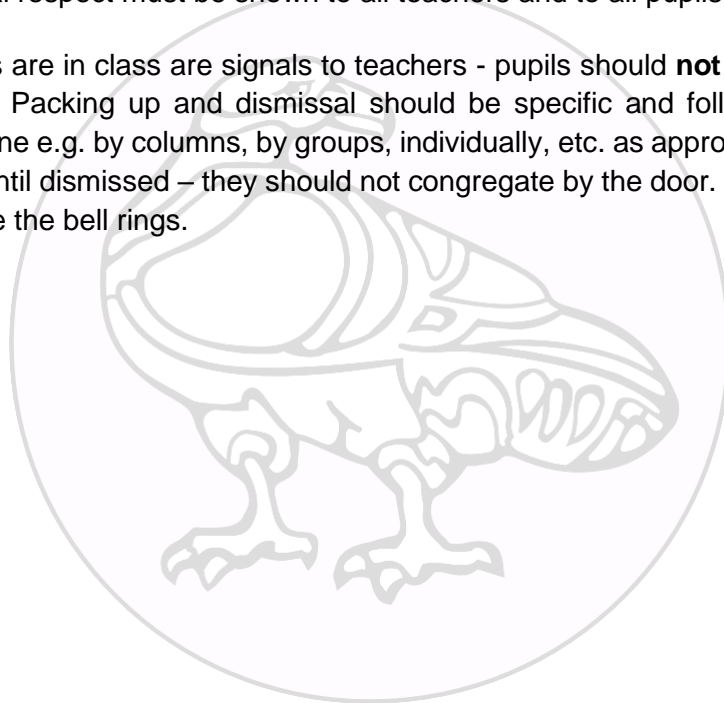 respect must be shown to all teachers and to all pupils
are in class are signals to teachers - pupils should not
Packing up and dismissal should be specific and foll
e.g. by columns, by groups, individually, etc. as appro
until dismissed – they should not congregate by the door.
the bell rings.